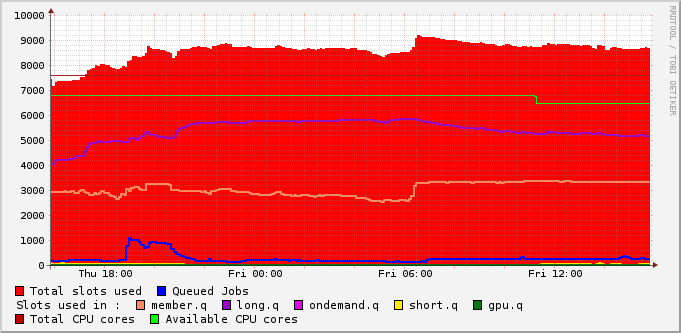 10000
9000
8000
7000
6000
5000
4000
3000
2000
1000
0
Thu 18:00 Fri 00:00 Fri 06:00 Fri 12:00
Total slots used Queued Jobs
Slots used in : member.q long.q ondemand.q short.q gpu.q
Total CPU cores Available CPU cores
RRDTOOL / TOBI OETIKER